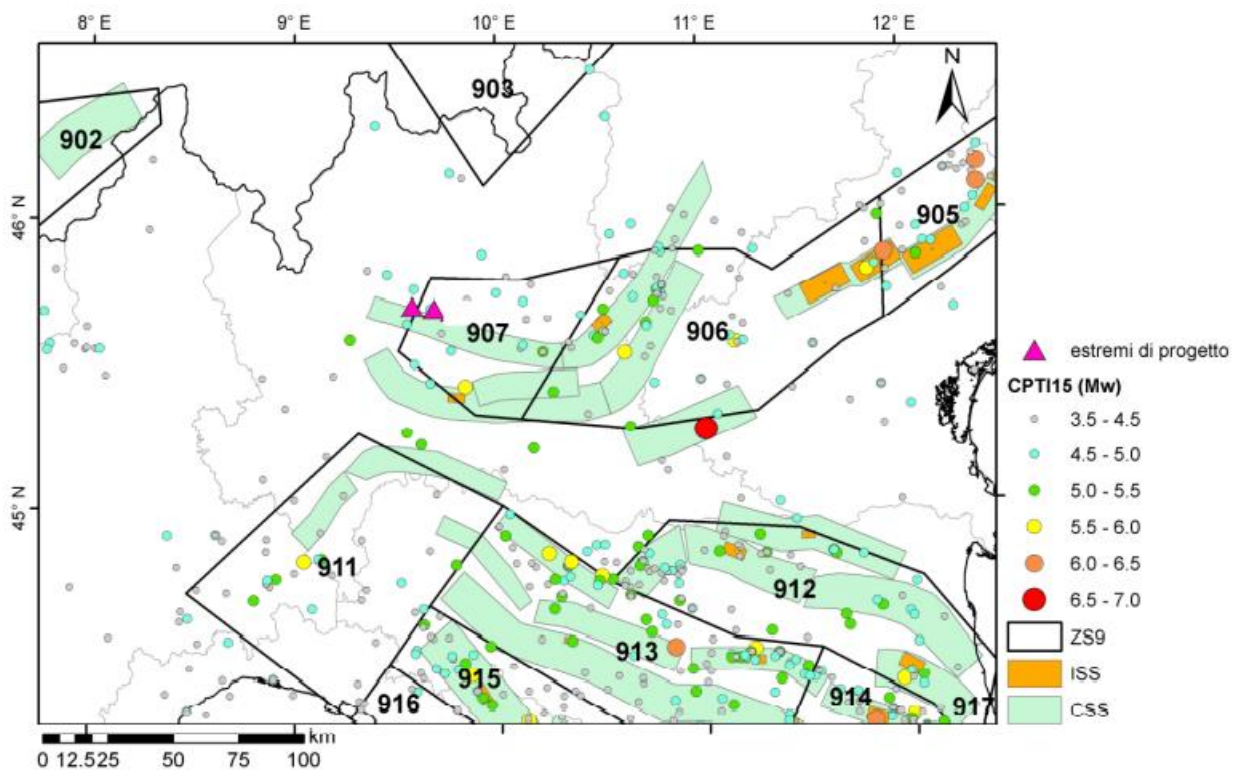 8° E 9° E 10° E 11° E 12° E
N
903
902
46° N
905
907
906
45° N
911
912
913
915
914
916
917
km
0 12.5 25 50 75 100
estremi di progetto
CPTI15 (Mw)
3.5 - 4.5
4.5 - 5.0
5.0 - 5.5
5.5 - 6.0
6.0 - 6.5
6.5 - 7.0
ZS9
ISS
CSS